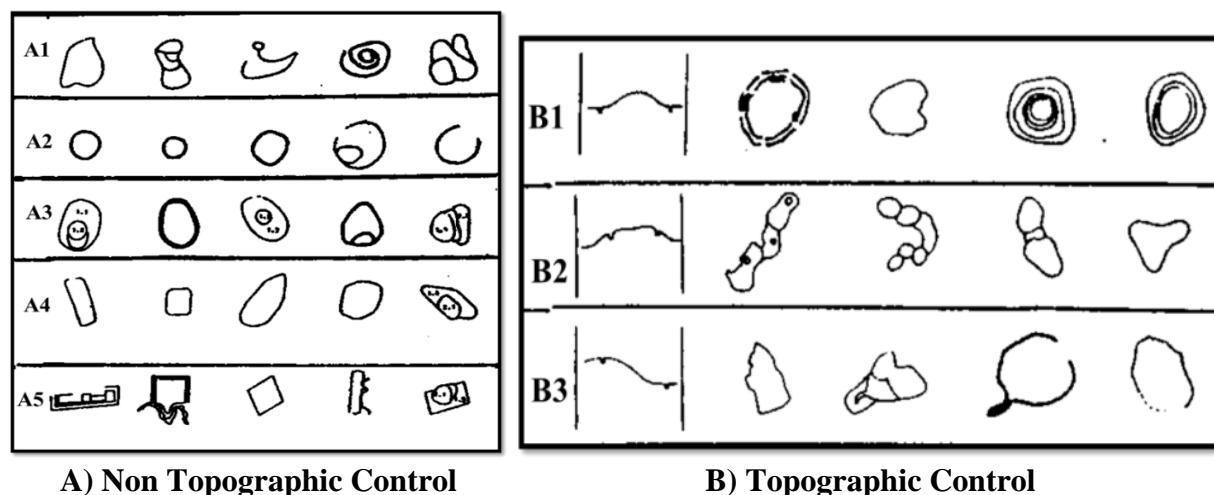 A1
A2
A3
A4
A5
B1
B2
B3
A) Non Topographic Control
B) Topographic Control